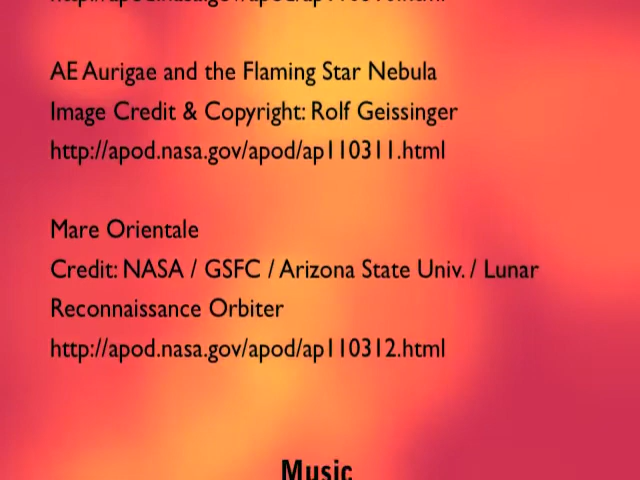 AE Aurigae and the Flaming Star Nebula
Image Credit & Copyright: Rolf Geissinger
http://apod.nasa.gov/apod/ap110311.html
Mare Orientale
Credit: NASA / GSFC / Arizona State Univ. / Lunar
Reconnaissance Orbiter
http://apod.nasa.gov/apod/ap110312.html
Music